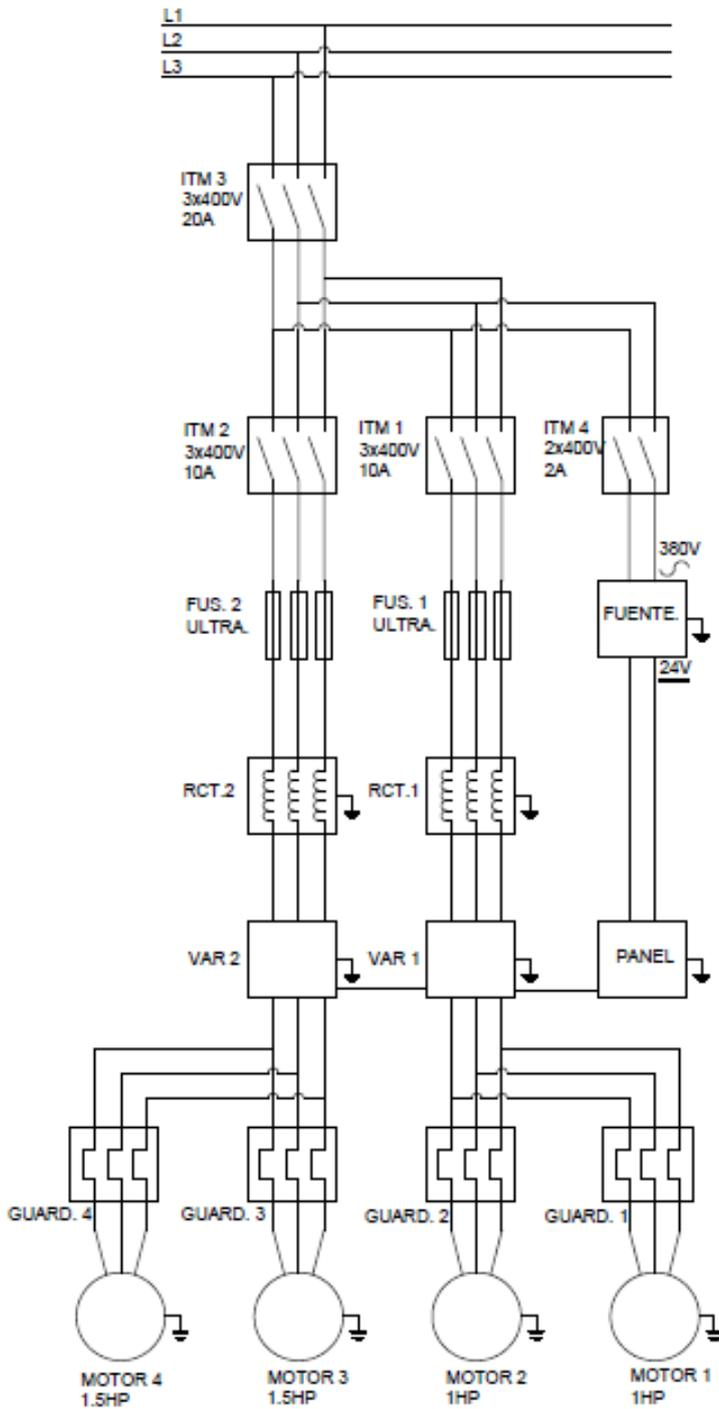 L1
L2
L3
ITM 3
3x400V
20A
ITM 2
3x400V
10A
ITM 1
3x400V
10A
ITM 4
2x400V
2A
380V
FUS. 2
ULTRA.
FUS. 1
ULTRA.
FUENTE.
24V
RCT.2
RCT.1
VAR 2
VAR 1
PANEL
GUARD. 4
GUARD. 3
GUARD. 2
GUARD. 1
MOTOR 4
1.5HP
MOTOR 3
1.5HP
MOTOR 2
1HP
MOTOR 1
1HP